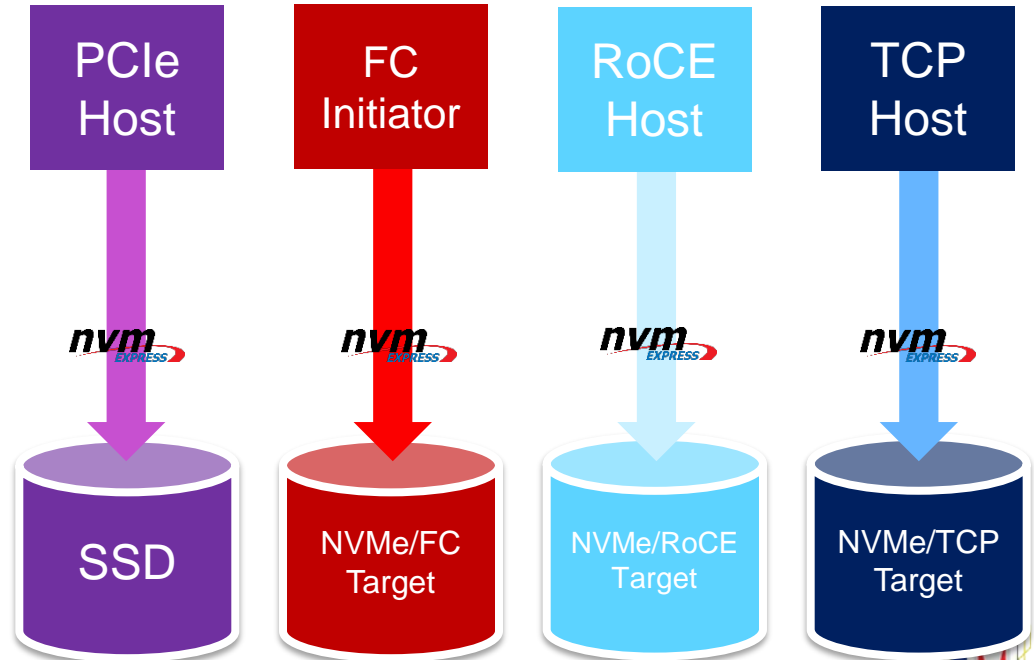 PCIe
Host
FC
Initiator
RoCE
Host
TCP
Host
nvm
EXPRESS
nvm
EXPRESS
nvm
EXPRESS
nvm
EXPRESS
SSD
NVMe/FC
Target
NVMe/RoCE
Target
NVMe/TCP
Target